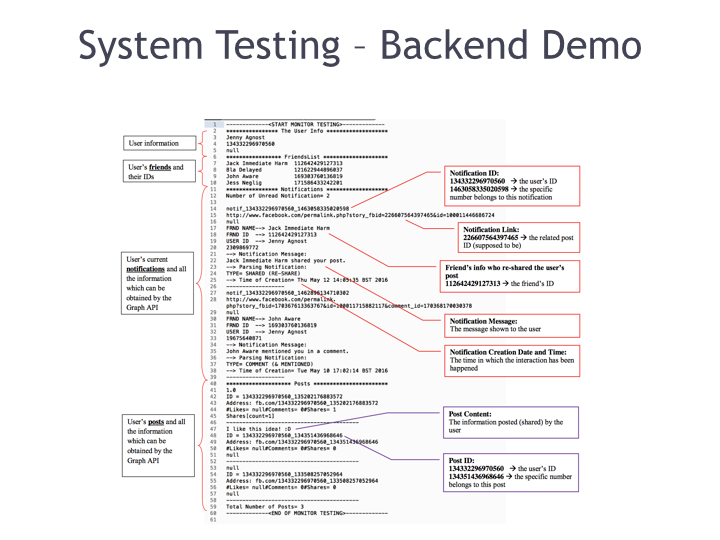 System Testing – Backend Demo
User information
User's friends and
their IDs
User's current
notifications and all
the information
which can be
obtained by the
Graph API
User's posts and all
the information
which can be
obtained by the
Graph API
1 -------------<START MONITOR TESTING>-------------
2 **************** The User Info *******************
3 Jenny Agnost
4 134332296970560
5 null
6 ***************** FriendsList *******************
7 Jack Immediate Harm 112642429127313
8 Bla Delayed 121622944896037
9 John Aware 169303760136819
10 Jess Neglig 171586433242201
11 **************** Notifications *******************
12 Number of Unread Notification= 2
13
14 notif_134332296970560_1463058335020598
15 http://www.facebook.com/permalink.php?story_fbid=226607564397465&id=100011446686724
16 null
17 FRND NAME--> Jack Immediate Harm
18 FRND ID --> 112642429127313
19 USER ID --> Jenny Agnost
20 2309869772
21 --> Notification Message:
22 Jack Immediate Harm shared your post.
23 --> Parsing Notification:
24 TYPE= SHARED (RE-SHARE)
25 --> Time of Creation= Thu May 12 14:05:35 BST 2016
26 ------------------
27 notif_134332296970560_1462896134710302
28 http://www.facebook.com/permalink.
php?story_fbid=170367613363767&id=100011715882117&comment_id=170368170030378
29 null
30 FRND NAME--> John Aware
31 FRND ID --> 169303760136819
32 USER ID --> Jenny Agnost
33 19675640871
34 --> Notification Message:
35 John Aware mentioned you in a comment.
36 --> Parsing Notification:
37 TYPE= COMMENT (& MENTIONED)
38 --> Time of Creation= Tue May 10 17:02:14 BST 2016
39 ------------------
40 ******************** Posts ***********************
41 1.0
42 ID = 134332296970560_135202176883572
43 Address: fb.com/134332296970560_135202176883572
44 #Likes= null#Comments= 0#Shares= 1
45 Shares[count=1]
46 -----------------------------------------
47 I like this idea! :D
48 ID = 134332296970560_134351436968646
49 Address: fb.com/134332296970560_134351436968646
50 #Likes= null#Comments= 0#Shares= 0
51 null
52 -----------------------------------------
53 null
54 ID = 134332296970560_133508257052964
55 Address: fb.com/134332296970560_133508257052964
56 #Likes= null#Comments= 0#Shares= 0
57 null
58 -----------------------------------------
59 Total Number of Posts= 3
60 -------------<END OF MONITOR TESTING>-------------
61
Notification ID:
134332296970560 → the user's ID
1463058335020598 → the specific
number belongs to this notification
Notification Link:
226607564397465 → the related post
ID (supposed to be)
Friend's info who re-shared the user's
post
112642429127313 → the friend's ID
Notification Message:
The message shown to the user
Notification Creation Date and Time:
The time in which the interaction has been
happened
Post Content:
The information posted (shared) by the
user
Post ID:
134332296970560 → the user's ID
134351436968646 → the specific number
belongs to this post